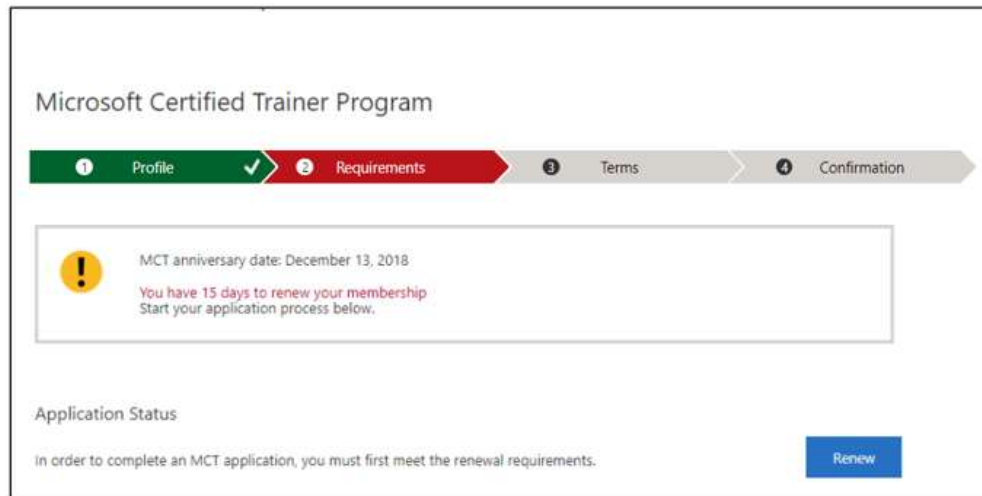 Microsoft Certified Trainer Program
1 Profile 2 Requirements 3 Terms 4 Confirmation
MCT anniversary date: December 13, 2018
You have 15 days to renew your membership
Start your application process below.
Application Status
In order to complete an MCT application, you must first meet the renewal requirements.
Renew